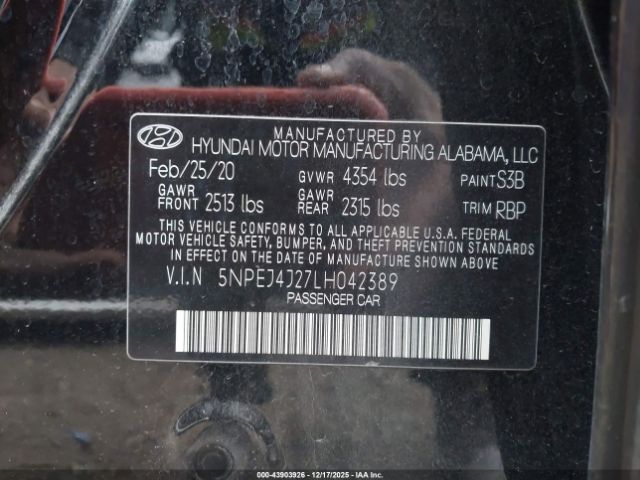 MANUFACTURED BY
HYUNDAI MOTOR MANUFACTURING ALABAMA, LLC
Feb/25/20 GVWR 4354 lbs PAINT S3B
GAWR FRONT 2513 lbs GAWR REAR 2315 lbs TRIM RBP
THIS VEHICLE CONFORMS TO ALL APPLICABLE U.S.A. FEDERAL
MOTOR VEHICLE SAFETY, BUMPER, AND THEFT PREVENTION STANDARDS
IN EFFECT ON THE DATE OF MANUFACTURE SHOWN ABOVE
V.I.N 5NPEJ4J27LH042389
PASSENGER CAR
000-43903926 - 12/17/2025 - IAA Inc.